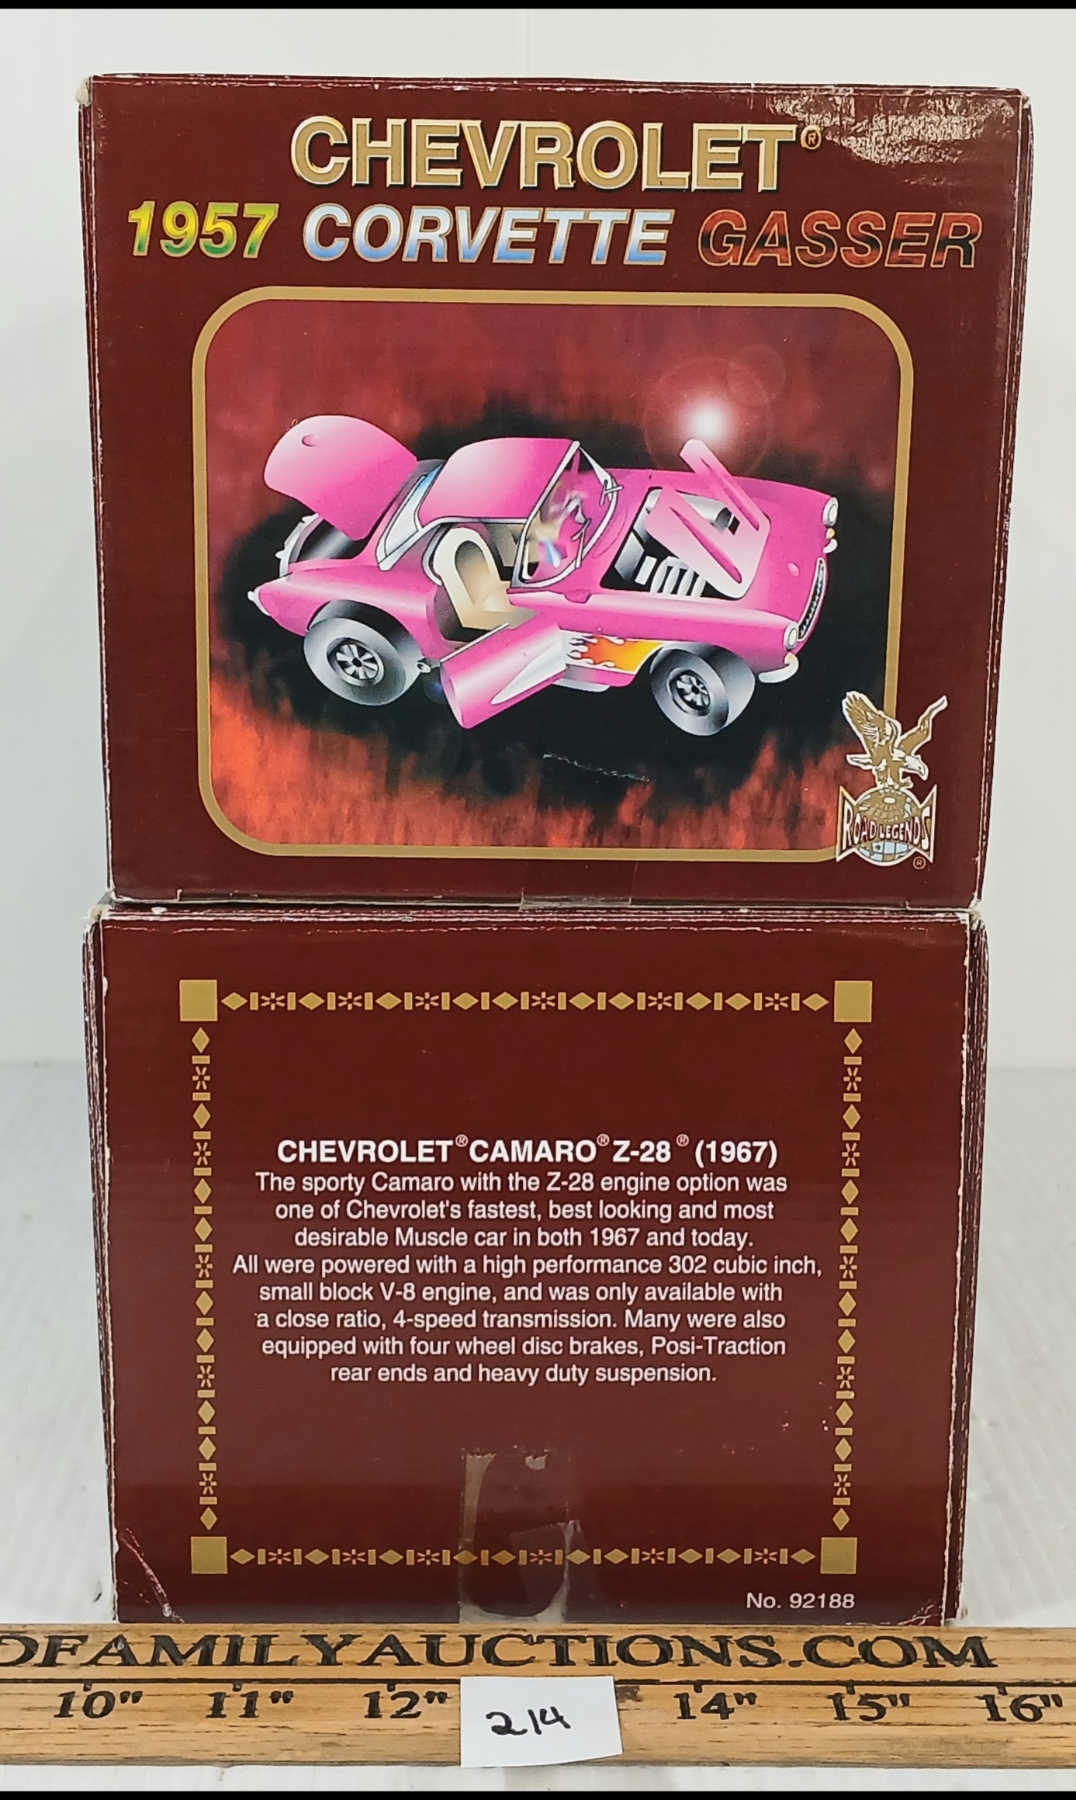 CHEVROLET®
1957 CORVETTE GASSER
ROAD LEGENDS
®
CHEVROLET® CAMARO® Z-28® (1967)
The sporty Camaro with the Z-28 engine option was
one of Chevrolet's fastest, best looking and most
desirable Muscle car in both 1967 and today.
All were powered with a high performance 302 cubic inch,
small block V-8 engine, and was only available with
a close ratio, 4-speed transmission. Many were also
equipped with four wheel disc brakes, Posi-Traction
rear ends and heavy duty suspension.
No. 92188
DFAMILYAUCTIONS.COM
10" 11" 12" 14" 15" 16"
214